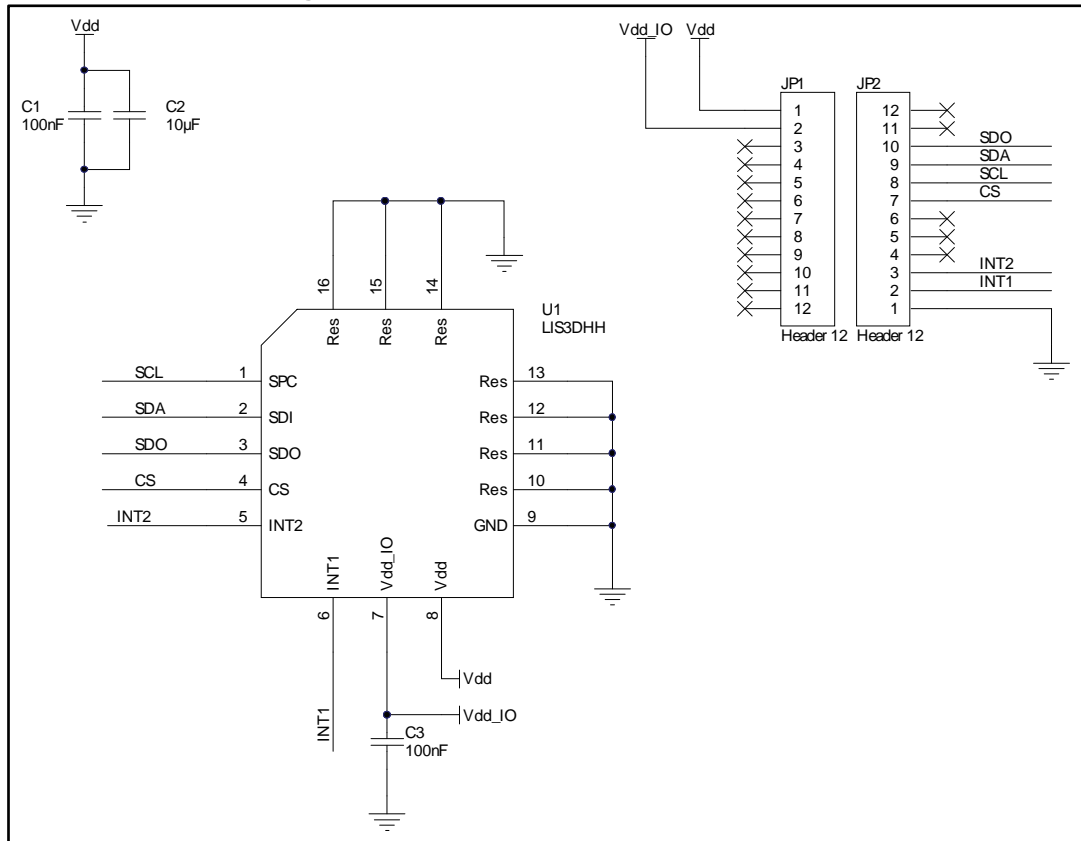 Vdd
C1
100nF
C2
10µF
Vdd_IO Vdd
JP1
1
2
3
4
5
6
7
8
9
10
11
12
Header 12
JP2
12
11
10
9
8
7
6
5
4
3
2
1
Header 12
SDO
SDA
SCL
CS
INT2
INT1
16
15
14
Res
Res
Res
U1
LIS3DHH
SCL 1 SPC
SDA 2 SDI
SDO 3 SDO
CS 4 CS
INT2 5 INT2
Res 13
Res 12
Res 11
Res 10
GND 9
INT1
Vdd_IO
Vdd
6
7
8
INT1
Vdd
Vdd_IO
C3
100nF